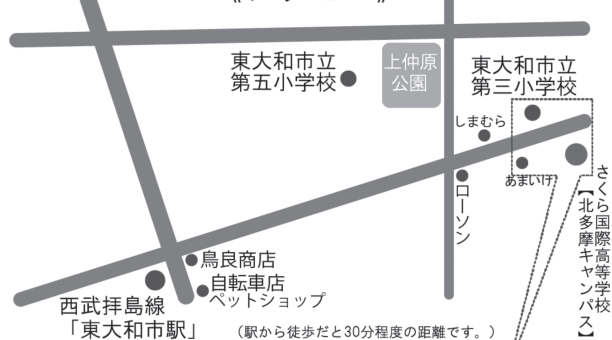 東大和市立
第五小学校
上仲原
公園
東大和市立
第三小学校
しまむら
あまいけ
ローソン
さくら国際高等学校
【北多摩キャンパス】
鳥良商店
自転車店
ペットショップ
西武拝島線
「東大和市駅」
（駅から徒歩だと30分程度の距離です。）